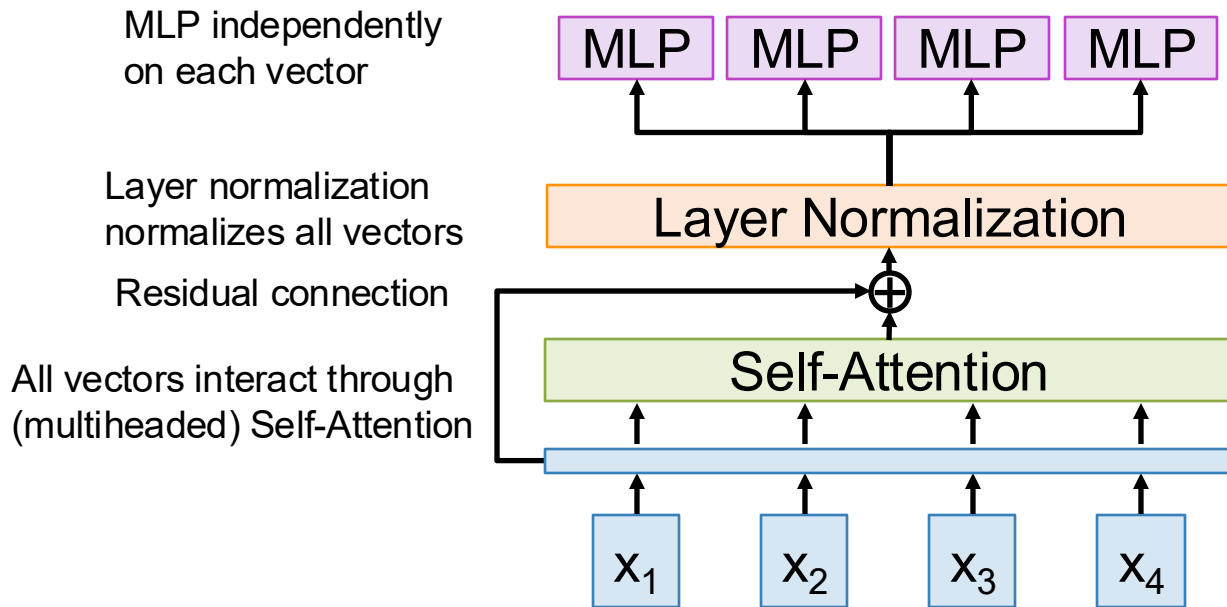 MLP independently
on each vector
MLP MLP MLP MLP
Layer normalization
normalizes all vectors
Layer Normalization
Residual connection
All vectors interact through
(multiheaded) Self-Attention
Self-Attention
x₁ x₂ x₃ x₄